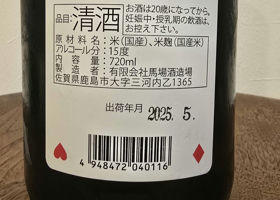 お酒は20歳になってから。
品目:清酒
妊娠中・授乳期の飲酒は、
お控え下さい。
原材料名:米(国産)、米麹(国産米)
アルコール分:15度
内容:720ml
製造者:有限会社馬場酒造場
佐賀県鹿島市大字三河内乙1365
出荷年月 2025. 5.
4 948472 040116